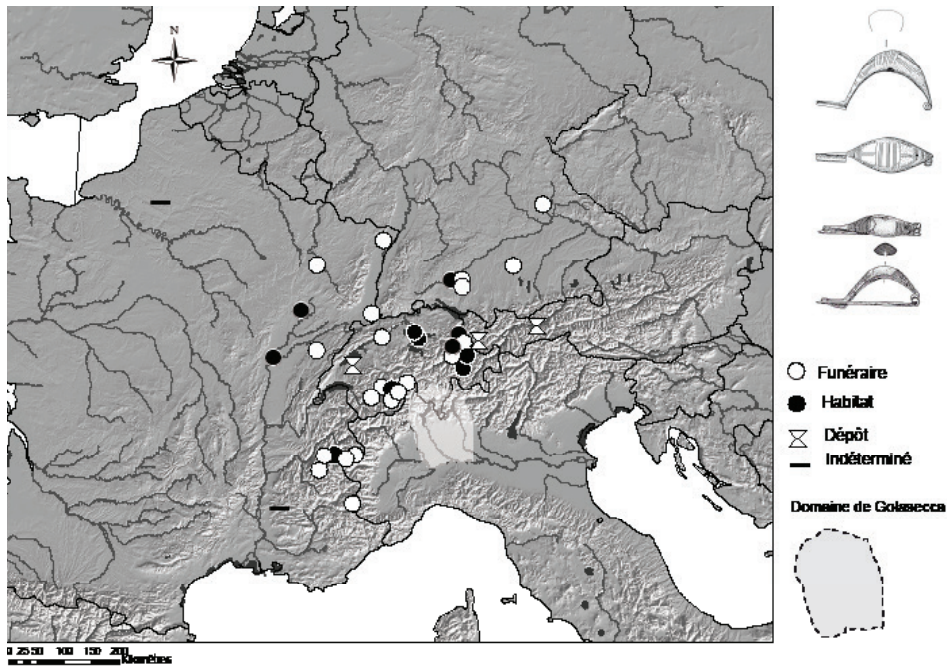 N
Funéraire
Habitat
Dépôt
Indéterminé
Domaine de Golasecca
0 25 50 100 150 200
Kilomètres